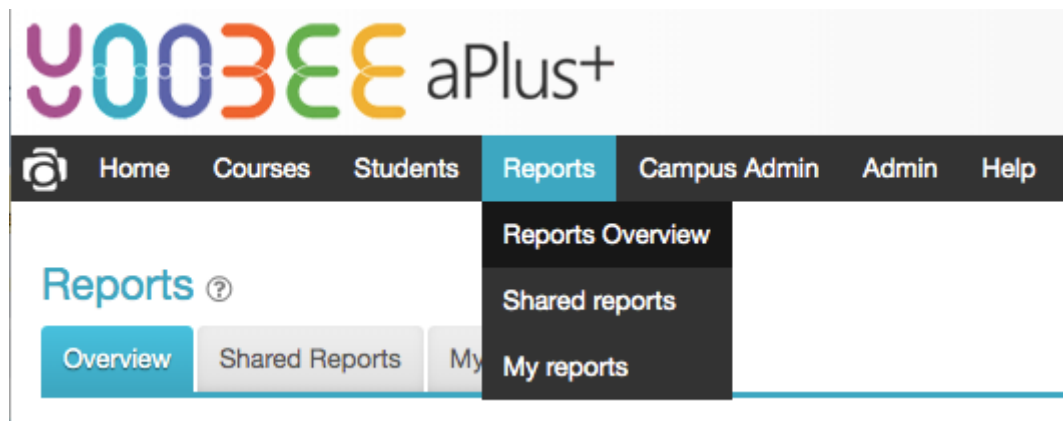 YOOBEE aPlus+
Home Courses Students Reports Campus Admin Admin Help
Reports Overview
Shared reports
My reports
Reports ?
Overview Shared Reports My